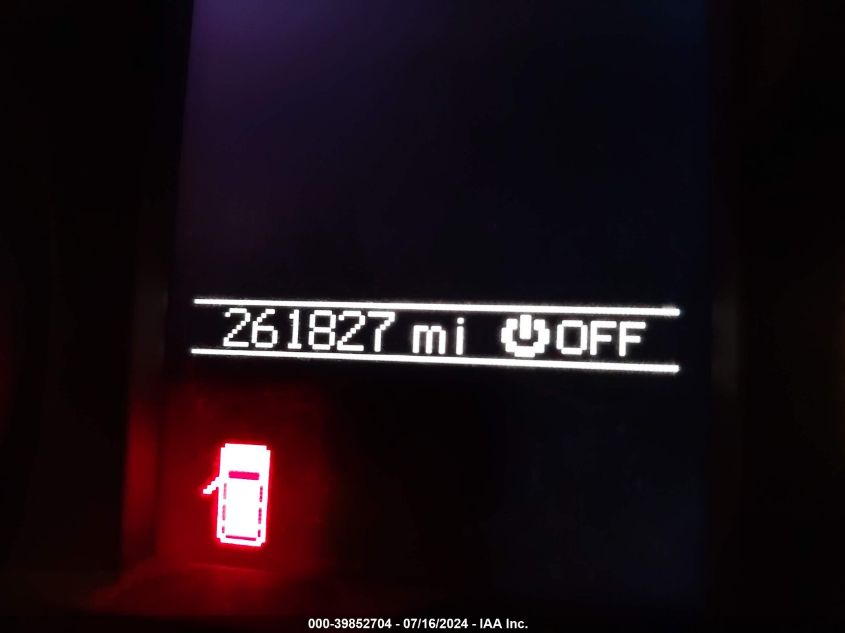 261827 mi ⏻OFF
000-39852704 - 07/16/2024 - IAA Inc.